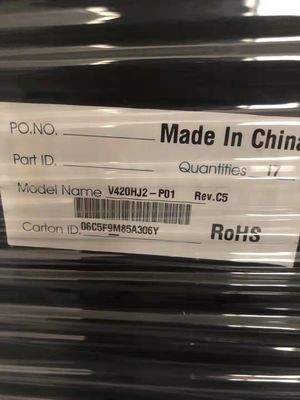 PO.NO. Made In China
Part ID. Quantities 17
Model Name V420HJ2-P01 Rev.C5
Carton ID. 06C5F9M85A306Y RoHS